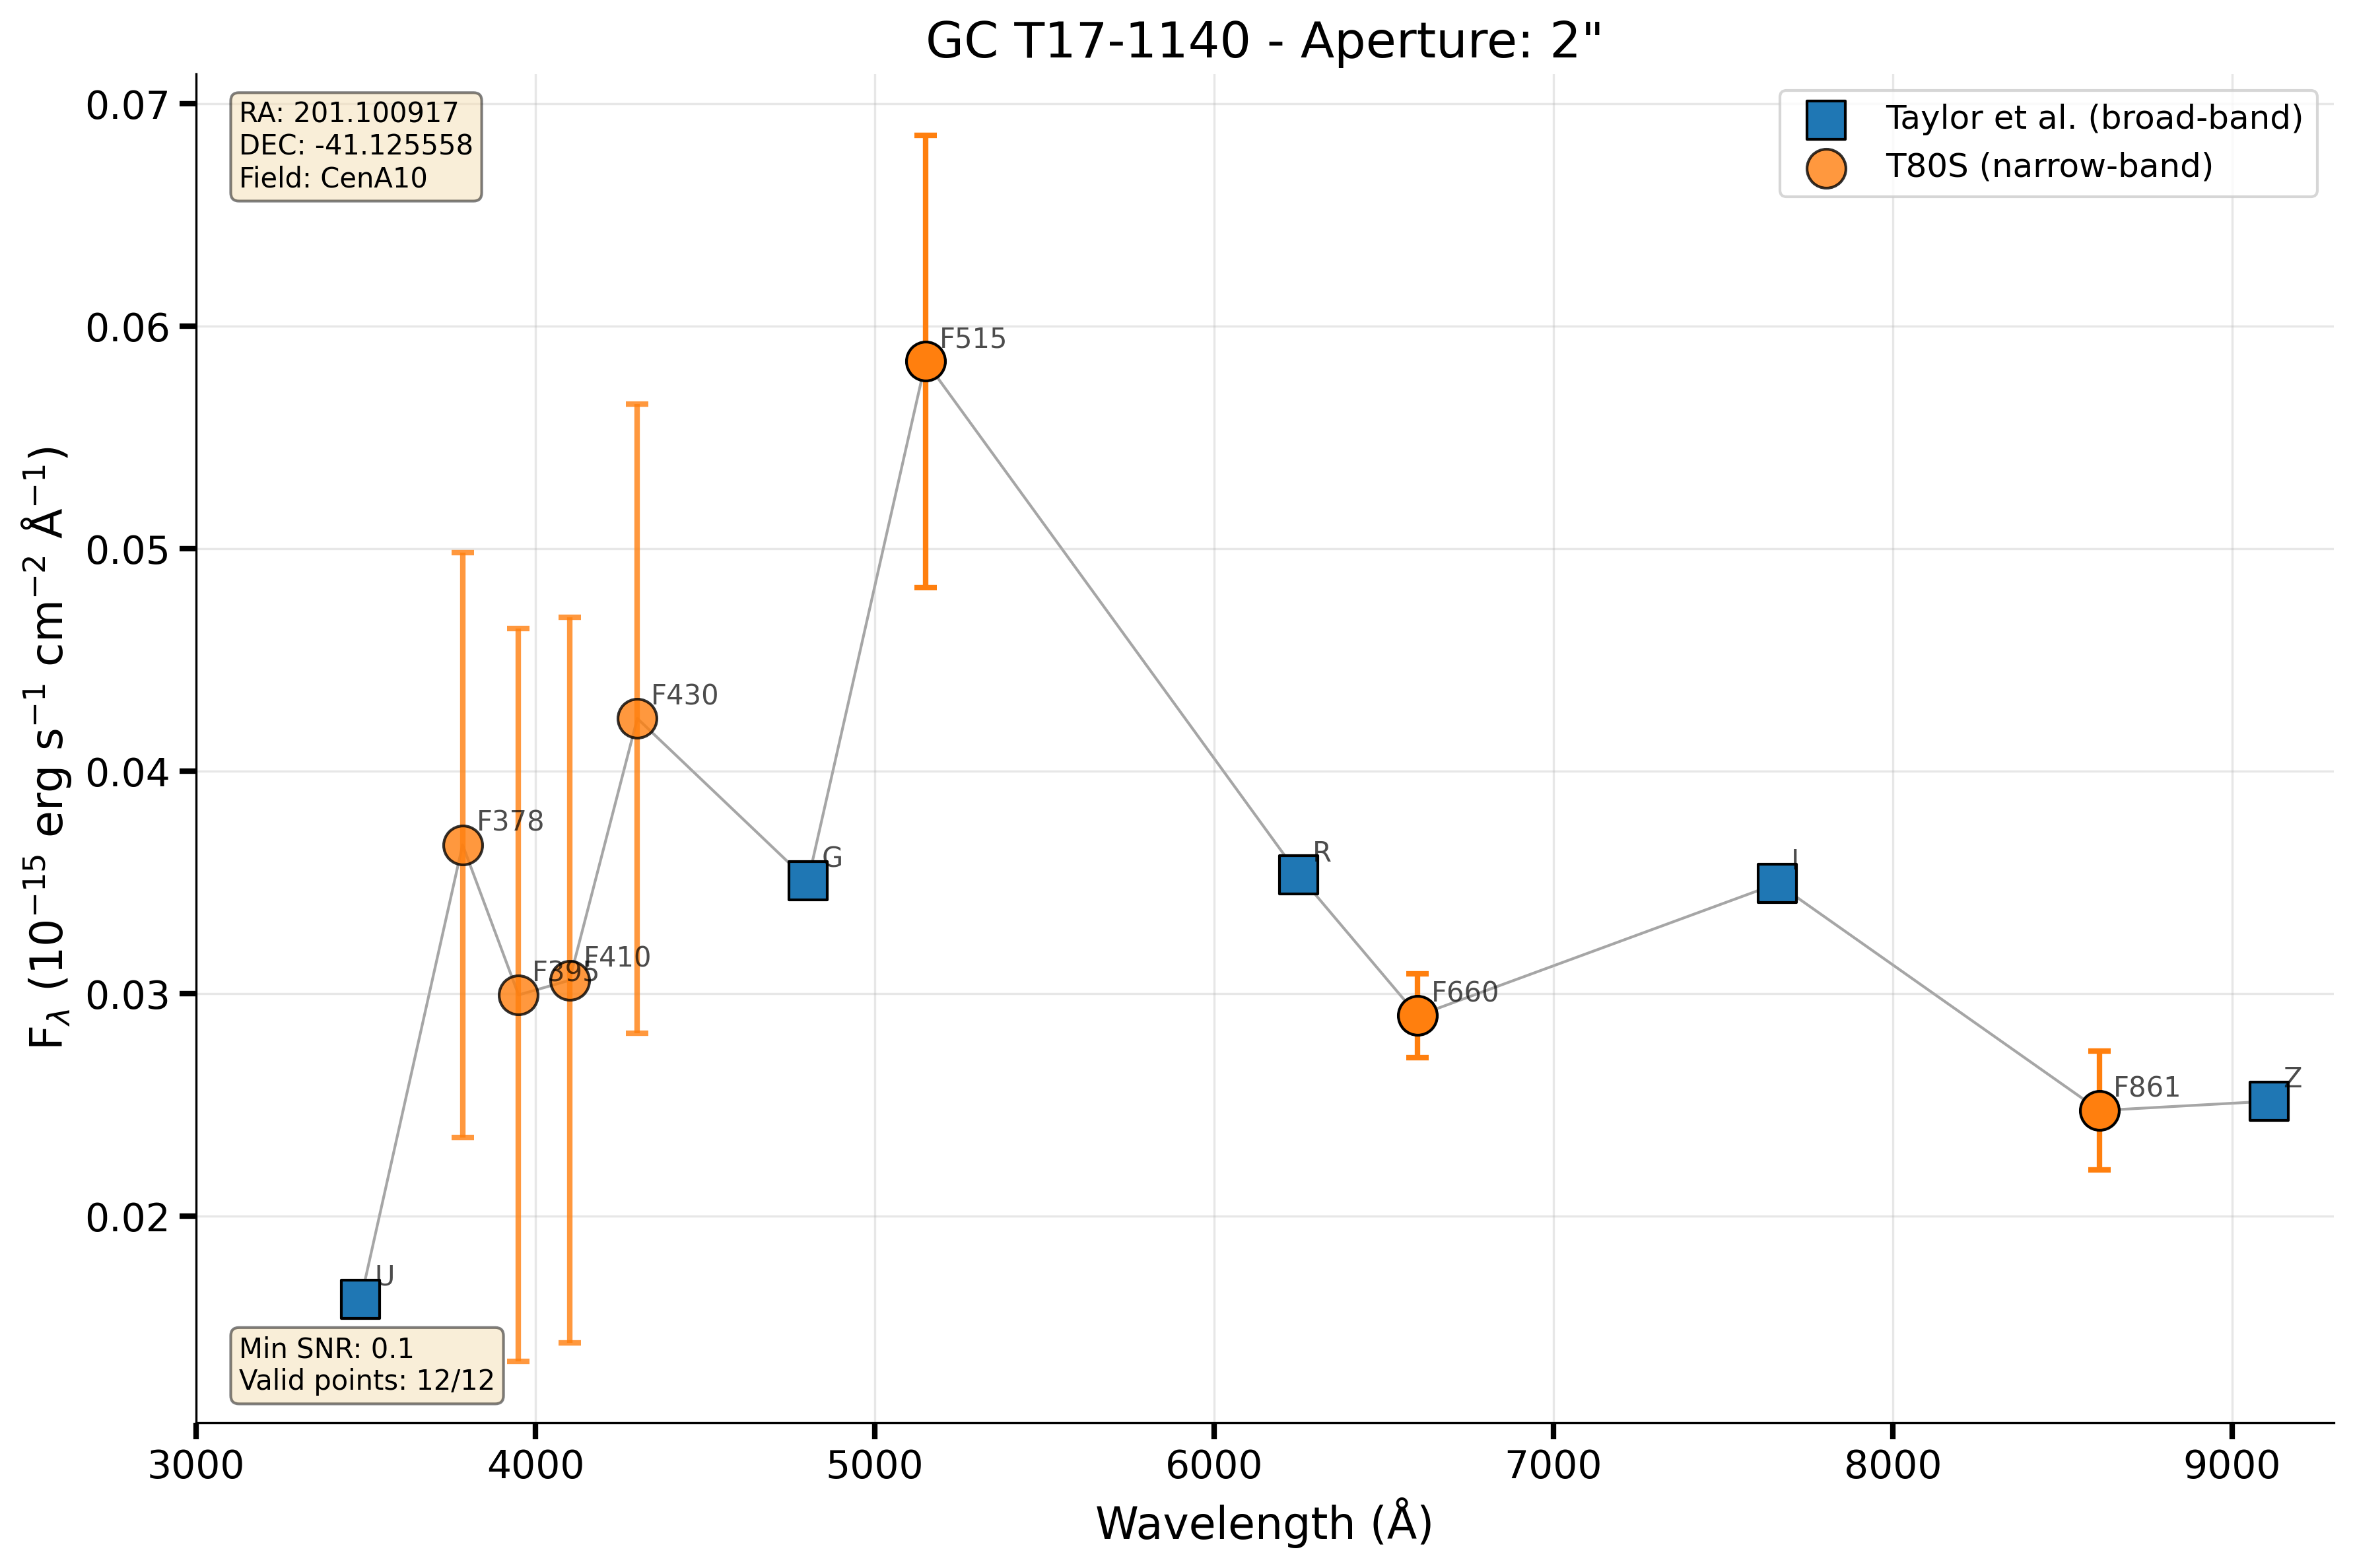 GC T17-1140 - Aperture: 2"
RA: 201.100917
DEC: -41.125558
Field: CenA10
Taylor et al. (broad-band)
T80S (narrow-band)
F_λ (10⁻¹⁵ erg s⁻¹ cm⁻² Å⁻¹)
0.07
0.06
0.05
0.04
0.03
0.02
F515
F430
F378
G
R
I
F410
F395
F660
F861
Z
U
Min SNR: 0.1
Valid points: 12/12
3000
4000
5000
6000
7000
8000
9000
Wavelength (Å)